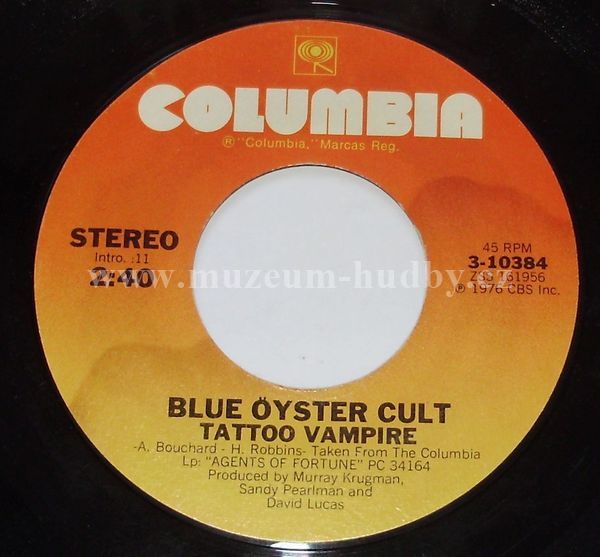 COLUMBIA
® "Columbia," Marcas Reg.
STEREO
Intro. :11
2:40
45 RPM
3-10384
ZSS 161956
℗ 1976 CBS Inc.
www.muzeum-hudby.cz
BLUE ÖYSTER CULT
TATTOO VAMPIRE
-A. Bouchard - H. Robbins- Taken From The Columbia
Lp: "AGENTS OF FORTUNE" PC 34164
Produced by Murray Krugman,
Sandy Pearlman and
David Lucas